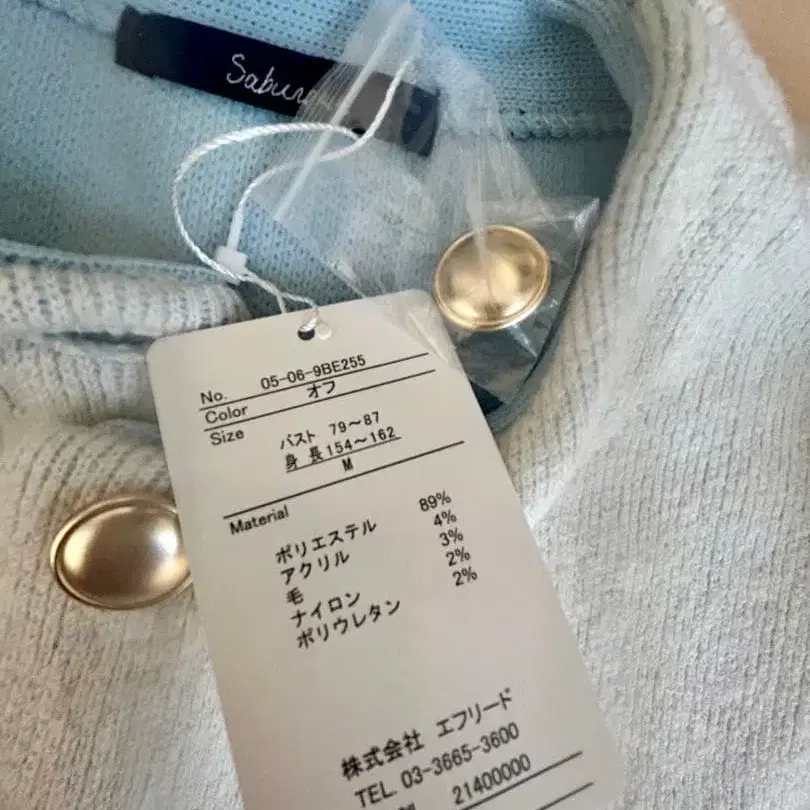 No. 05-06-9BE255
Color オフ
Size バスト 79～87
身 長154～162
M
Material
ポリエステル 89%
アクリル 4%
毛 3%
ナイロン 2%
ポリウレタン 2%
株式会社 エフリード
TEL 03-3665-3600
21400000